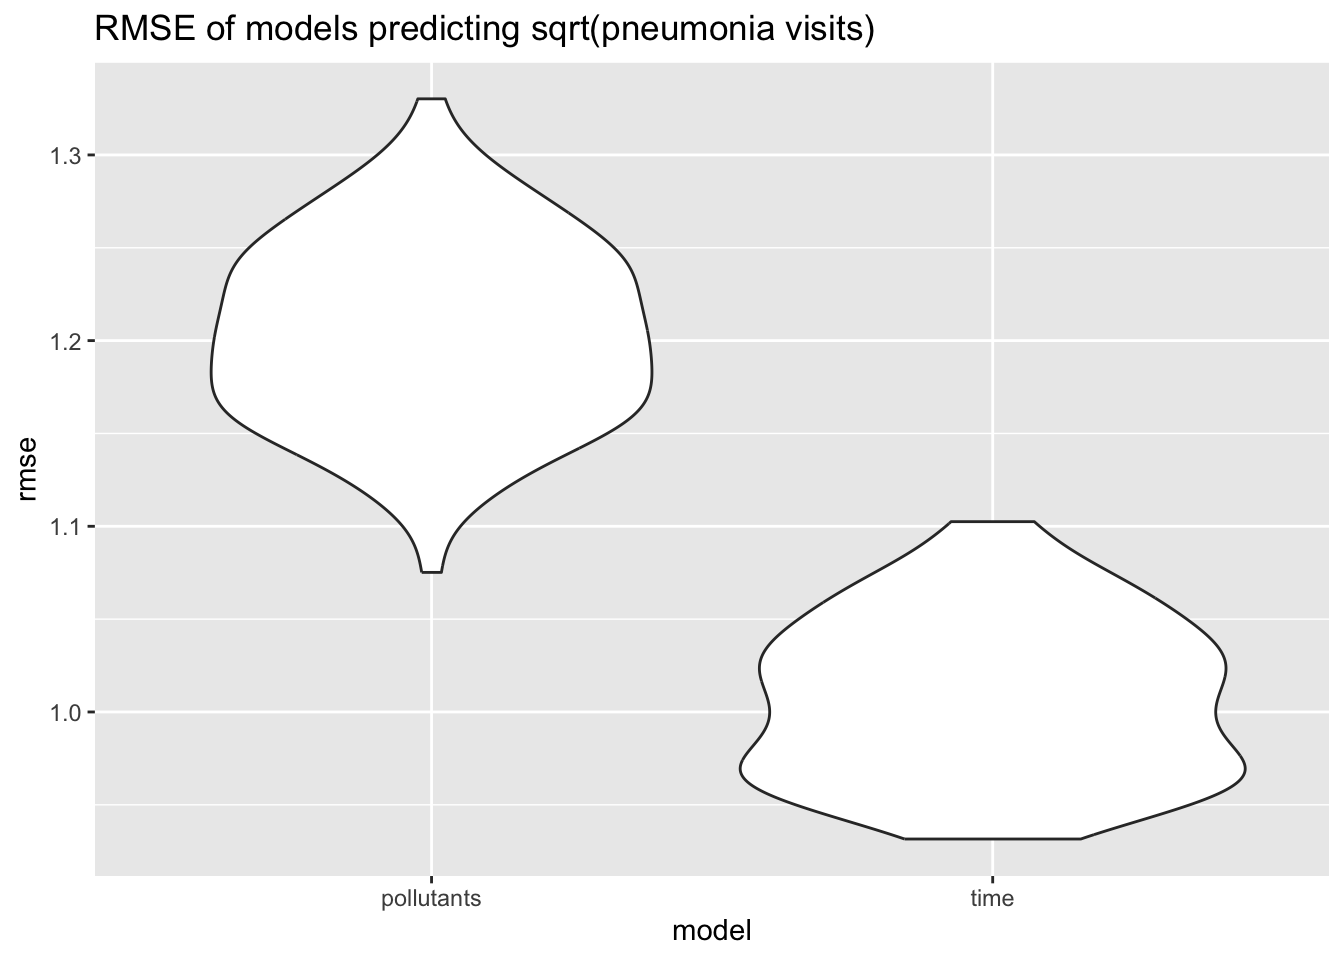 RMSE of models predicting sqrt(pneumonia visits)
rmse
1.3
1.2
1.1
1.0
pollutants
time
model